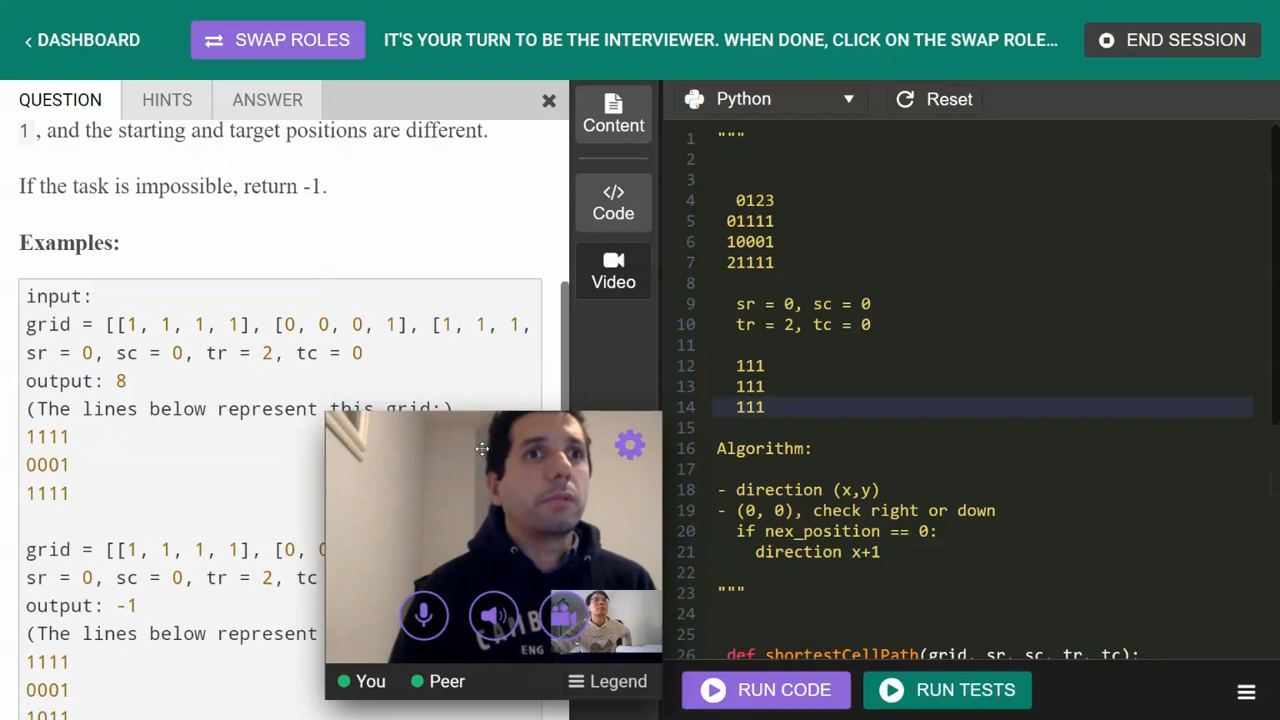 DASHBOARD
SWAP ROLES
IT'S YOUR TURN TO BE THE INTERVIEWER. WHEN DONE, CLICK ON THE SWAP ROLE...
END SESSION
QUESTION
HINTS
ANSWER
1, and the starting and target positions are different.
If the task is impossible, return -1.
Examples:
input:
grid = [[1, 1, 1, 1], [0, 0, 0, 1], [1, 1, 1,
sr = 0, sc = 0, tr = 2, tc = 0
output: 8
(The lines below represent this grid:)
1111
0001
1111
grid = [[1, 1, 1, 1], [0, 0
sr = 0, sc = 0, tr = 2, tc
output: -1
(The lines below represent
1111
0001
1011
Content
Code
Video
CAMB
ENG
You
Peer
Legend
Python
Reset
1 """
2
3
4 0123
5 01111
6 10001
7 21111
8
9 sr = 0, sc = 0
10 tr = 2, tc = 0
11
12 111
13 111
14 111
15
16 Algorithm:
17
18 - direction (x,y)
19 - (0, 0), check right or down
20 if nex_position == 0:
21 direction x+1
22
23 """
24
25
26 def shortestCellPath(grid, sr, sc, tr, tc):
RUN CODE
RUN TESTS